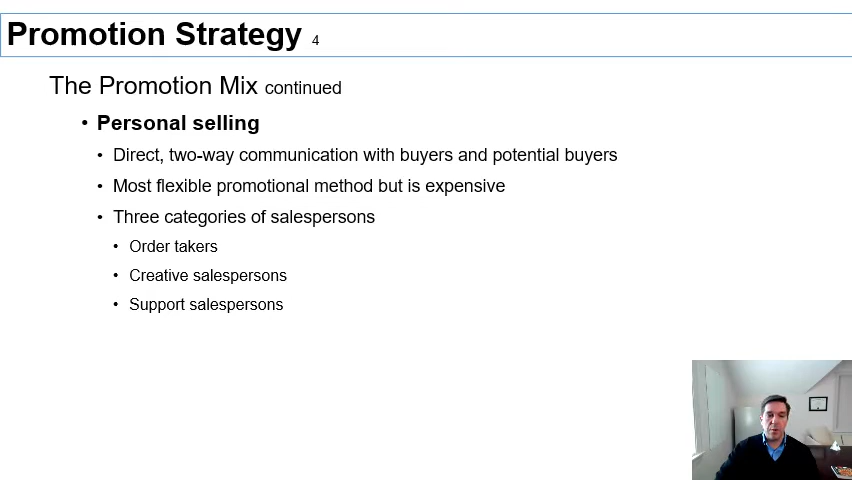 Promotion Strategy 4
The Promotion Mix continued
• Personal selling
• Direct, two-way communication with buyers and potential buyers
• Most flexible promotional method but is expensive
• Three categories of salespersons
• Order takers
• Creative salespersons
• Support salespersons